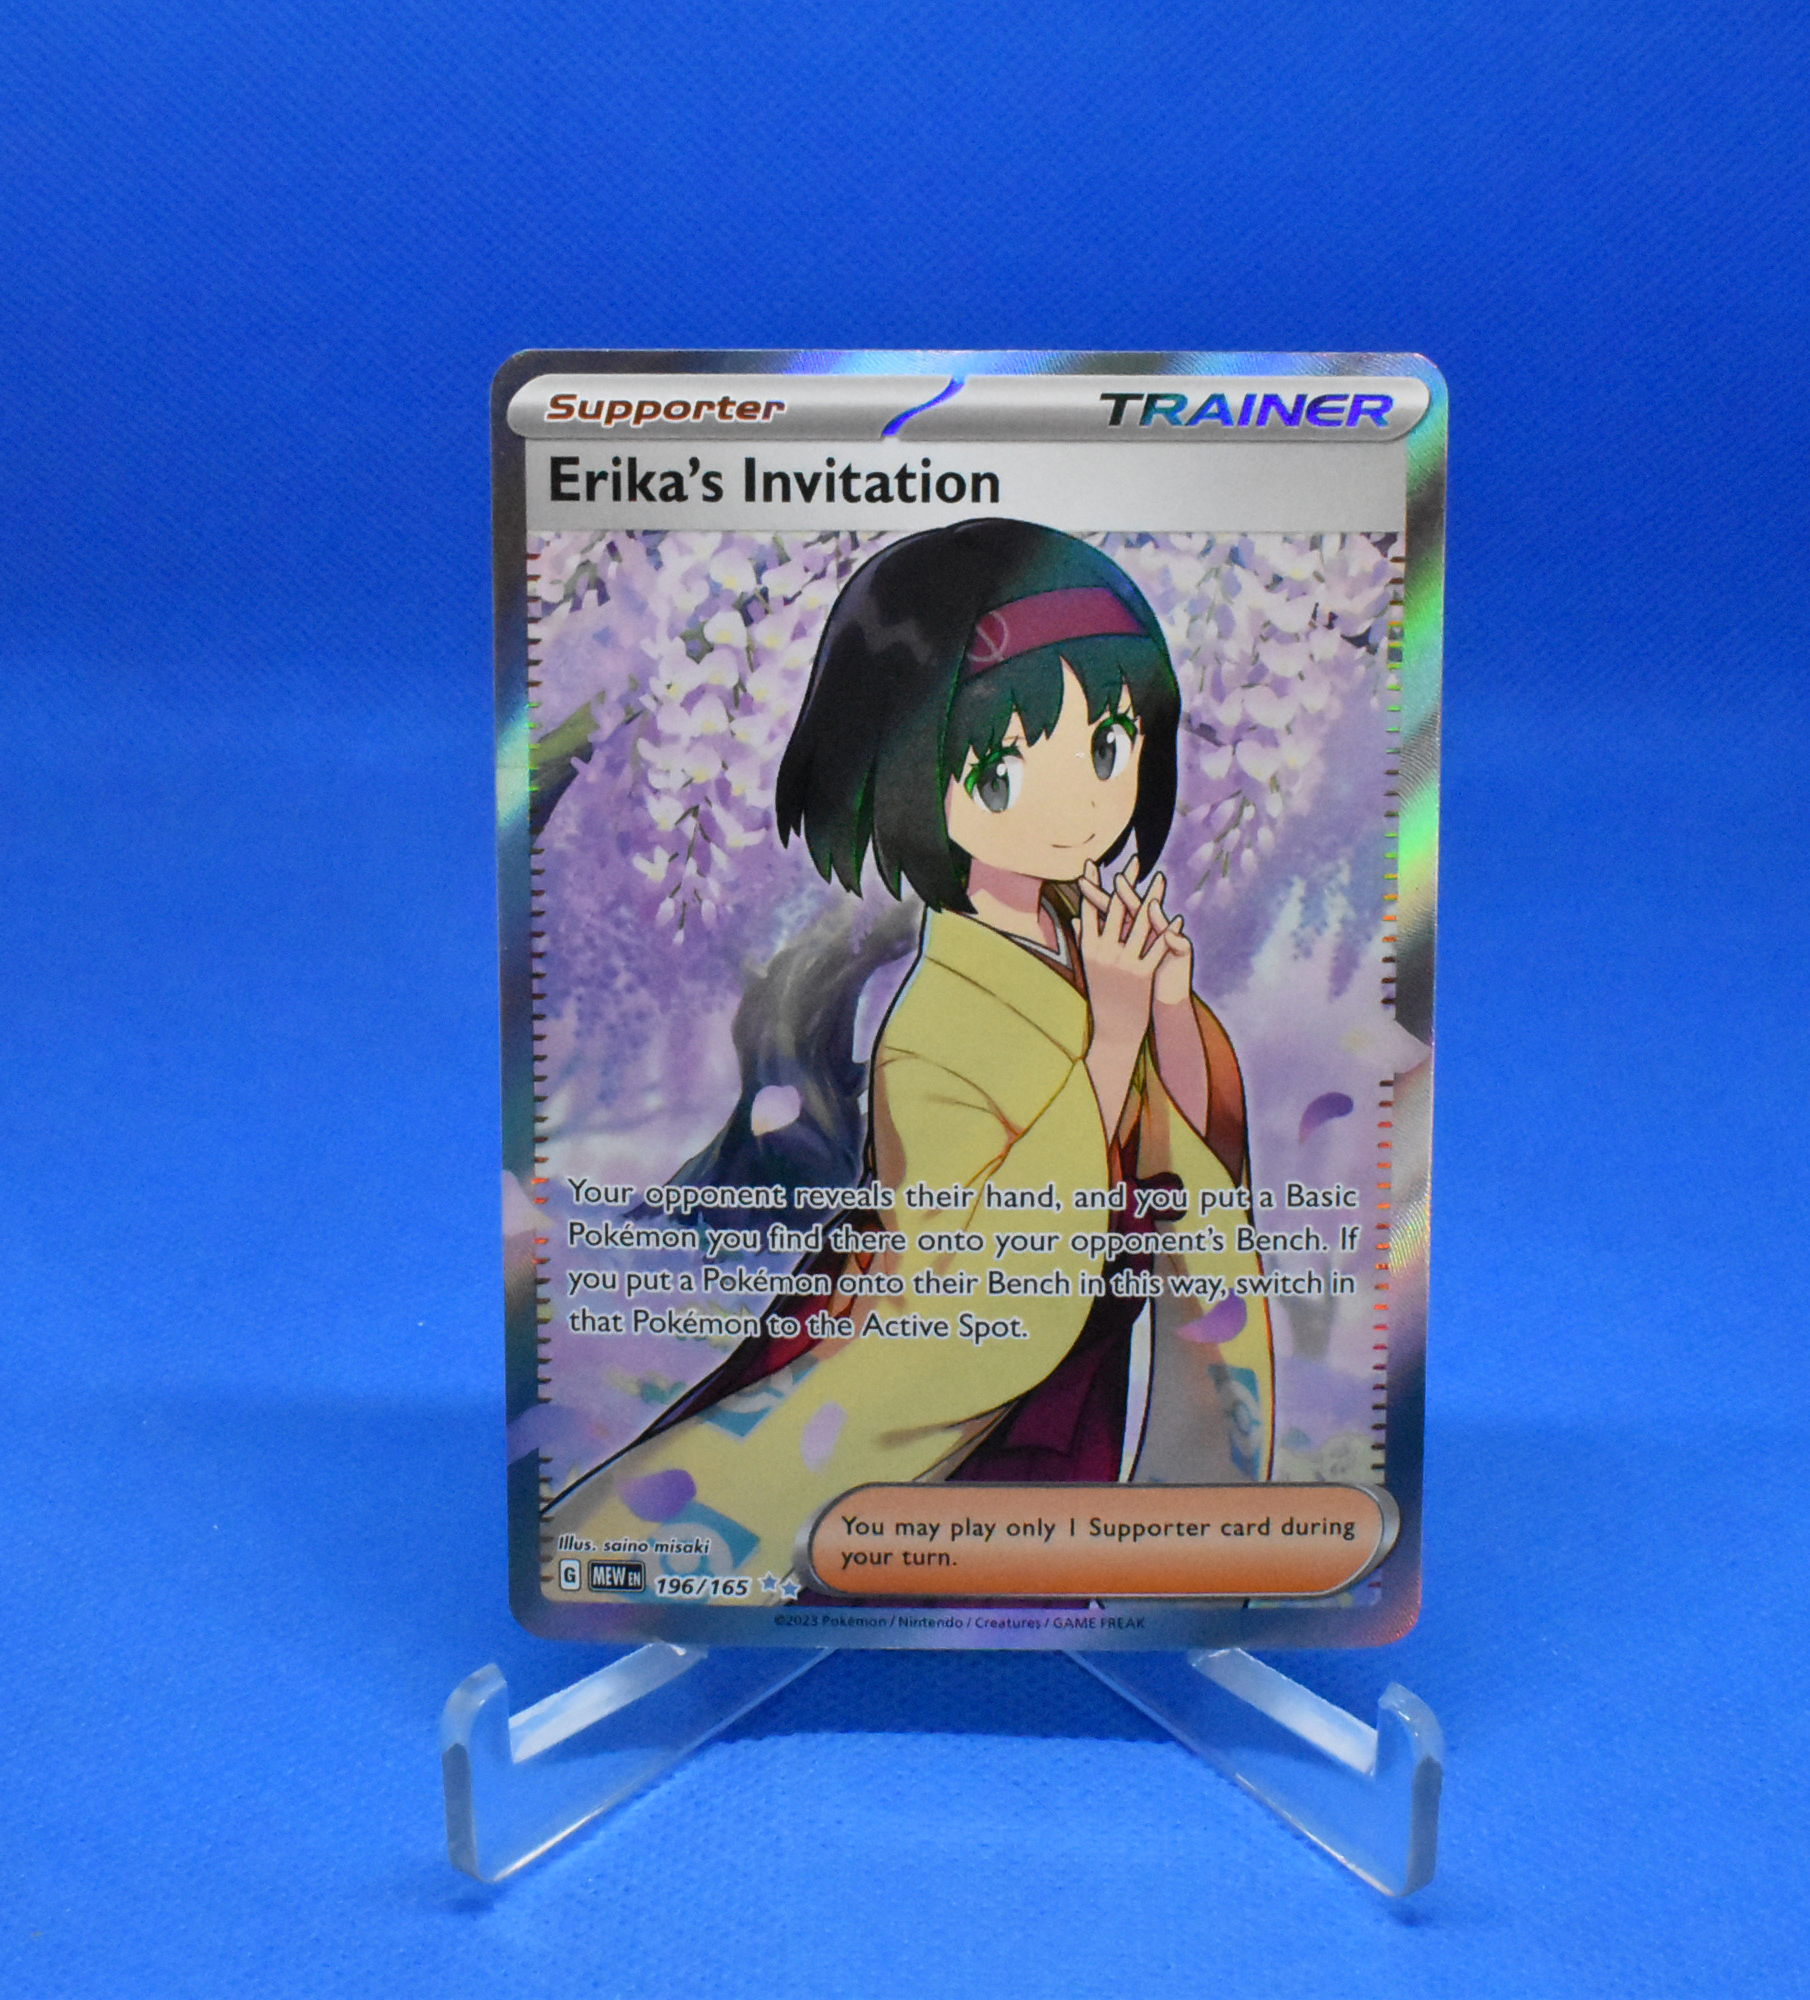 Supporter TRAINER
Erika's Invitation
Your opponent reveals their hand, and you put a Basic
Pokémon you find there onto your opponent's Bench. If
you put a Pokémon onto their Bench in this way, switch in
that Pokémon to the Active Spot.
You may play only 1 Supporter card during
your turn.
Illus. saino misaki
G MEW EN 196/165
©2023 Pokémon / Nintendo / Creatures / GAME FREAK